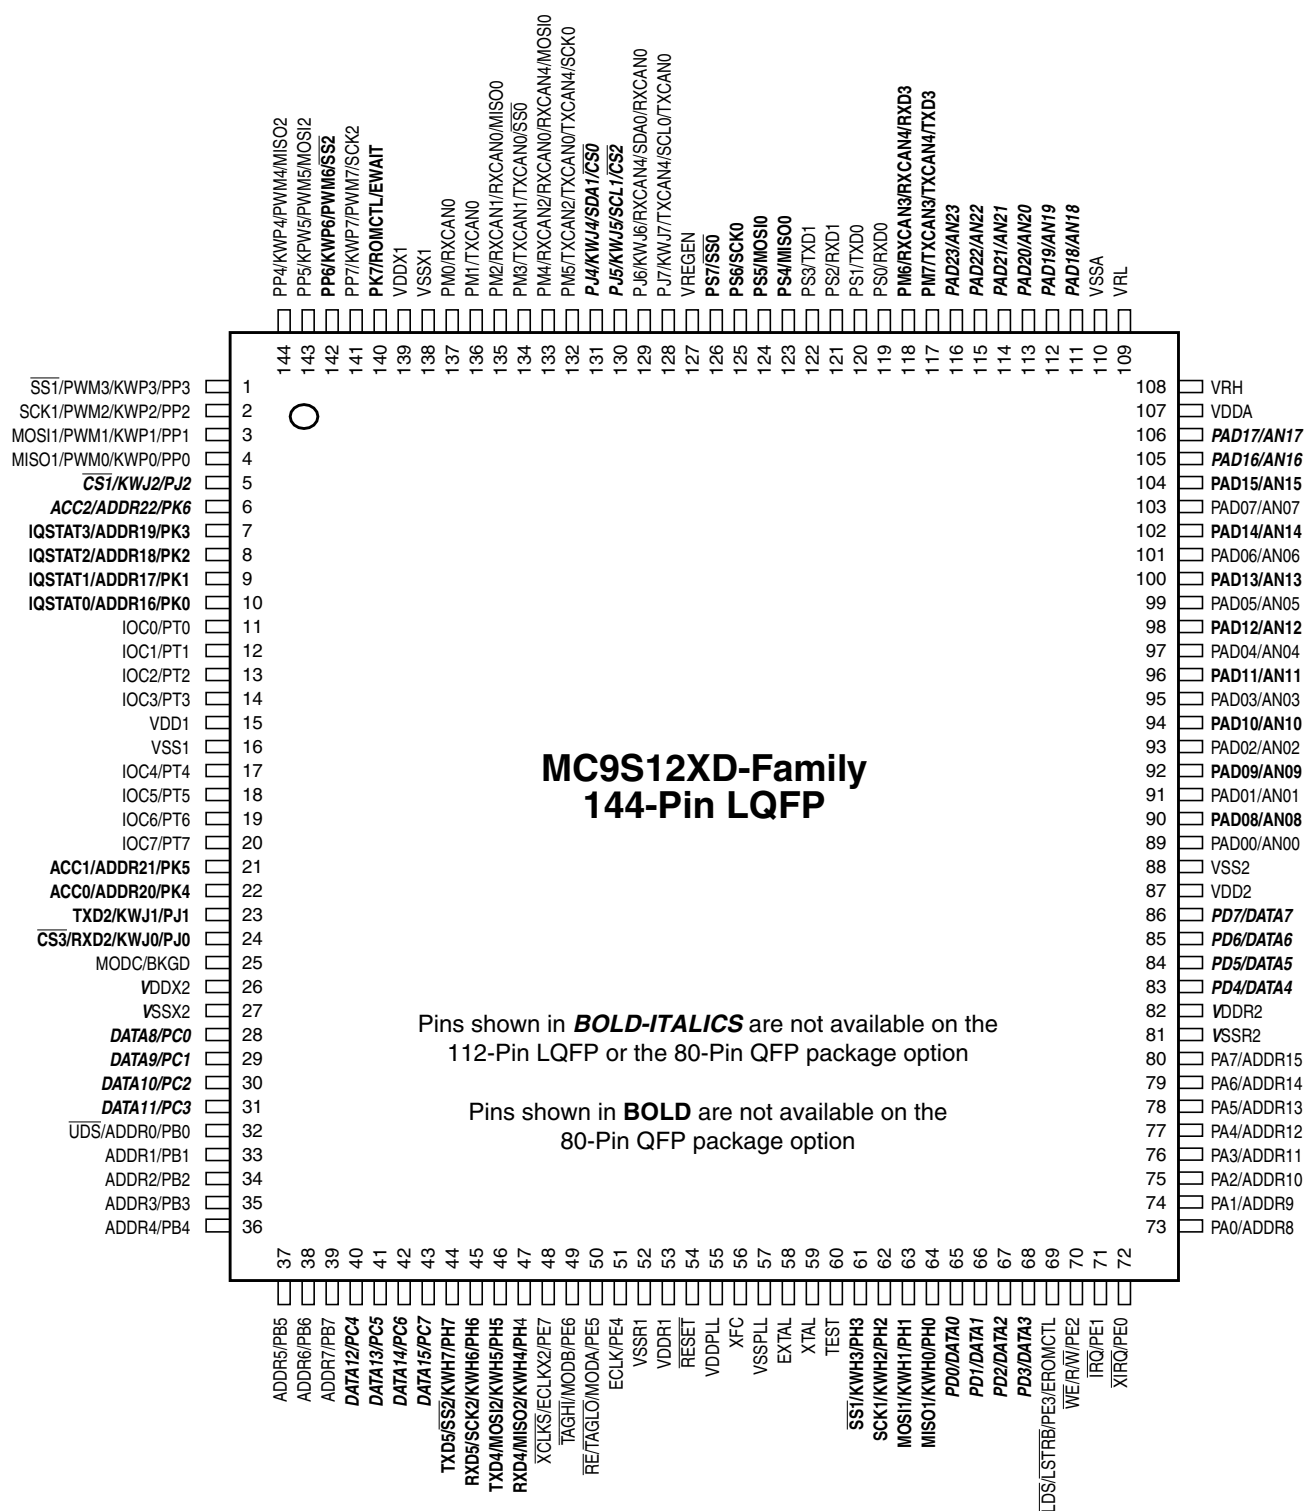 PP4/KWP4/PWM4/MISO2
PP5/KPW5/PWM5/MOSI2
PP6/KWP6/PWM6/SS2
PP7/KWP7/PWM7/SCK2
PK7/ROMCTL/EWAIT
VDDX1
VSSX1
PM0/RXCAN0
PM1/TXCAN0
PM2/RXCAN1/RXCAN0/MISO0
PM3/TXCAN1/TXCAN0/SS0
PM4/RXCAN2/RXCAN0/RXCAN4/MOSI0
PM5/TXCAN2/TXCAN0/TXCAN4/SCK0
PJ4/KWJ4/SDA1/CS0
PJ5/KWJ5/SCL1/CS2
PJ6/KWJ6/RXCAN4/SDA0/RXCAN0
PJ7/KWJ7/TXCAN4/SCL0/TXCAN0
VREGEN
PS7/SS0
PS6/SCK0
PS5/MOSI0
PS4/MISO0
PS3/TXD1
PS2/RXD1
PS1/TXD0
PS0/RXD0
PM6/RXCAN3/RXCAN4/RXD3
PM7/TXCAN3/TXCAN4/TXD3
PAD23/AN23
PAD22/AN22
PAD21/AN21
PAD20/AN20
PAD19/AN19
PAD18/AN18
VSSA
VRL
144
143
142
141
140
139
138
137
136
135
134
133
132
131
130
129
128
127
126
125
124
123
122
121
120
119
118
117
116
115
114
113
112
111
110
109
SS1/PWM3/KWP3/PP3 1
SCK1/PWM2/KWP2/PP2 2
MOSI1/PWM1/KWP1/PP1 3
MISO1/PWM0/KWP0/PP0 4
CS1/KWJ2/PJ2 5
ACC2/ADDR22/PK6 6
IQSTAT3/ADDR19/PK3 7
IQSTAT2/ADDR18/PK2 8
IQSTAT1/ADDR17/PK1 9
IQSTAT0/ADDR16/PK0 10
IOC0/PT0 11
IOC1/PT1 12
IOC2/PT2 13
IOC3/PT3 14
VDD1 15
VSS1 16
IOC4/PT4 17
IOC5/PT5 18
IOC6/PT6 19
IOC7/PT7 20
ACC1/ADDR21/PK5 21
ACC0/ADDR20/PK4 22
TXD2/KWJ1/PJ1 23
CS3/RXD2/KWJ0/PJ0 24
MODC/BKGD 25
VDDX2 26
VSSX2 27
DATA8/PC0 28
DATA9/PC1 29
DATA10/PC2 30
DATA11/PC3 31
UDS/ADDR0/PB0 32
ADDR1/PB1 33
ADDR2/PB2 34
ADDR3/PB3 35
ADDR4/PB4 36
MC9S12XD-Family
144-Pin LQFP
Pins shown in BOLD-ITALICS are not available on the
112-Pin LQFP or the 80-Pin QFP package option
Pins shown in BOLD are not available on the
80-Pin QFP package option
108 VRH
107 VDDA
106 PAD17/AN17
105 PAD16/AN16
104 PAD15/AN15
103 PAD07/AN07
102 PAD14/AN14
101 PAD06/AN06
100 PAD13/AN13
99 PAD05/AN05
98 PAD12/AN12
97 PAD04/AN04
96 PAD11/AN11
95 PAD03/AN03
94 PAD10/AN10
93 PAD02/AN02
92 PAD09/AN09
91 PAD01/AN01
90 PAD08/AN08
89 PAD00/AN00
88 VSS2
87 VDD2
86 PD7/DATA7
85 PD6/DATA6
84 PD5/DATA5
83 PD4/DATA4
82 VDDR2
81 VSSR2
80 PA7/ADDR15
79 PA6/ADDR14
78 PA5/ADDR13
77 PA4/ADDR12
76 PA3/ADDR11
75 PA2/ADDR10
74 PA1/ADDR9
73 PA0/ADDR8
37
38
39
40
41
42
43
44
45
46
47
48
49
50
51
52
53
54
55
56
57
58
59
60
61
62
63
64
65
66
67
68
69
70
71
72
ADDR5/PB5
ADDR6/PB6
ADDR7/PB7
DATA12/PC4
DATA13/PC5
DATA14/PC6
DATA15/PC7
TXD5/SS2/KWH7/PH7
RXD5/SCK2/KWH6/PH6
TXD4/MOSI2/KWH5/PH5
RXD4/MISO2/KWH4/PH4
XCLKS/ECLKX2/PE7
TAGHI/MODB/PE6
RE/TAGLO/MODA/PE5
ECLK/PE4
VSSR1
VDDR1
RESET
VDDPLL
XFC
VSSPLL
EXTAL
XTAL
TEST
SS1/KWH3/PH3
SCK1/KWH2/PH2
MOSI1/KWH1/PH1
MISO1/KWH0/PH0
PD0/DATA0
PD1/DATA1
PD2/DATA2
PD3/DATA3
LDS/LSTRB/PE3/EROMCTL
WE/R/W/PE2
IRQ/PE1
XIRQ/PE0